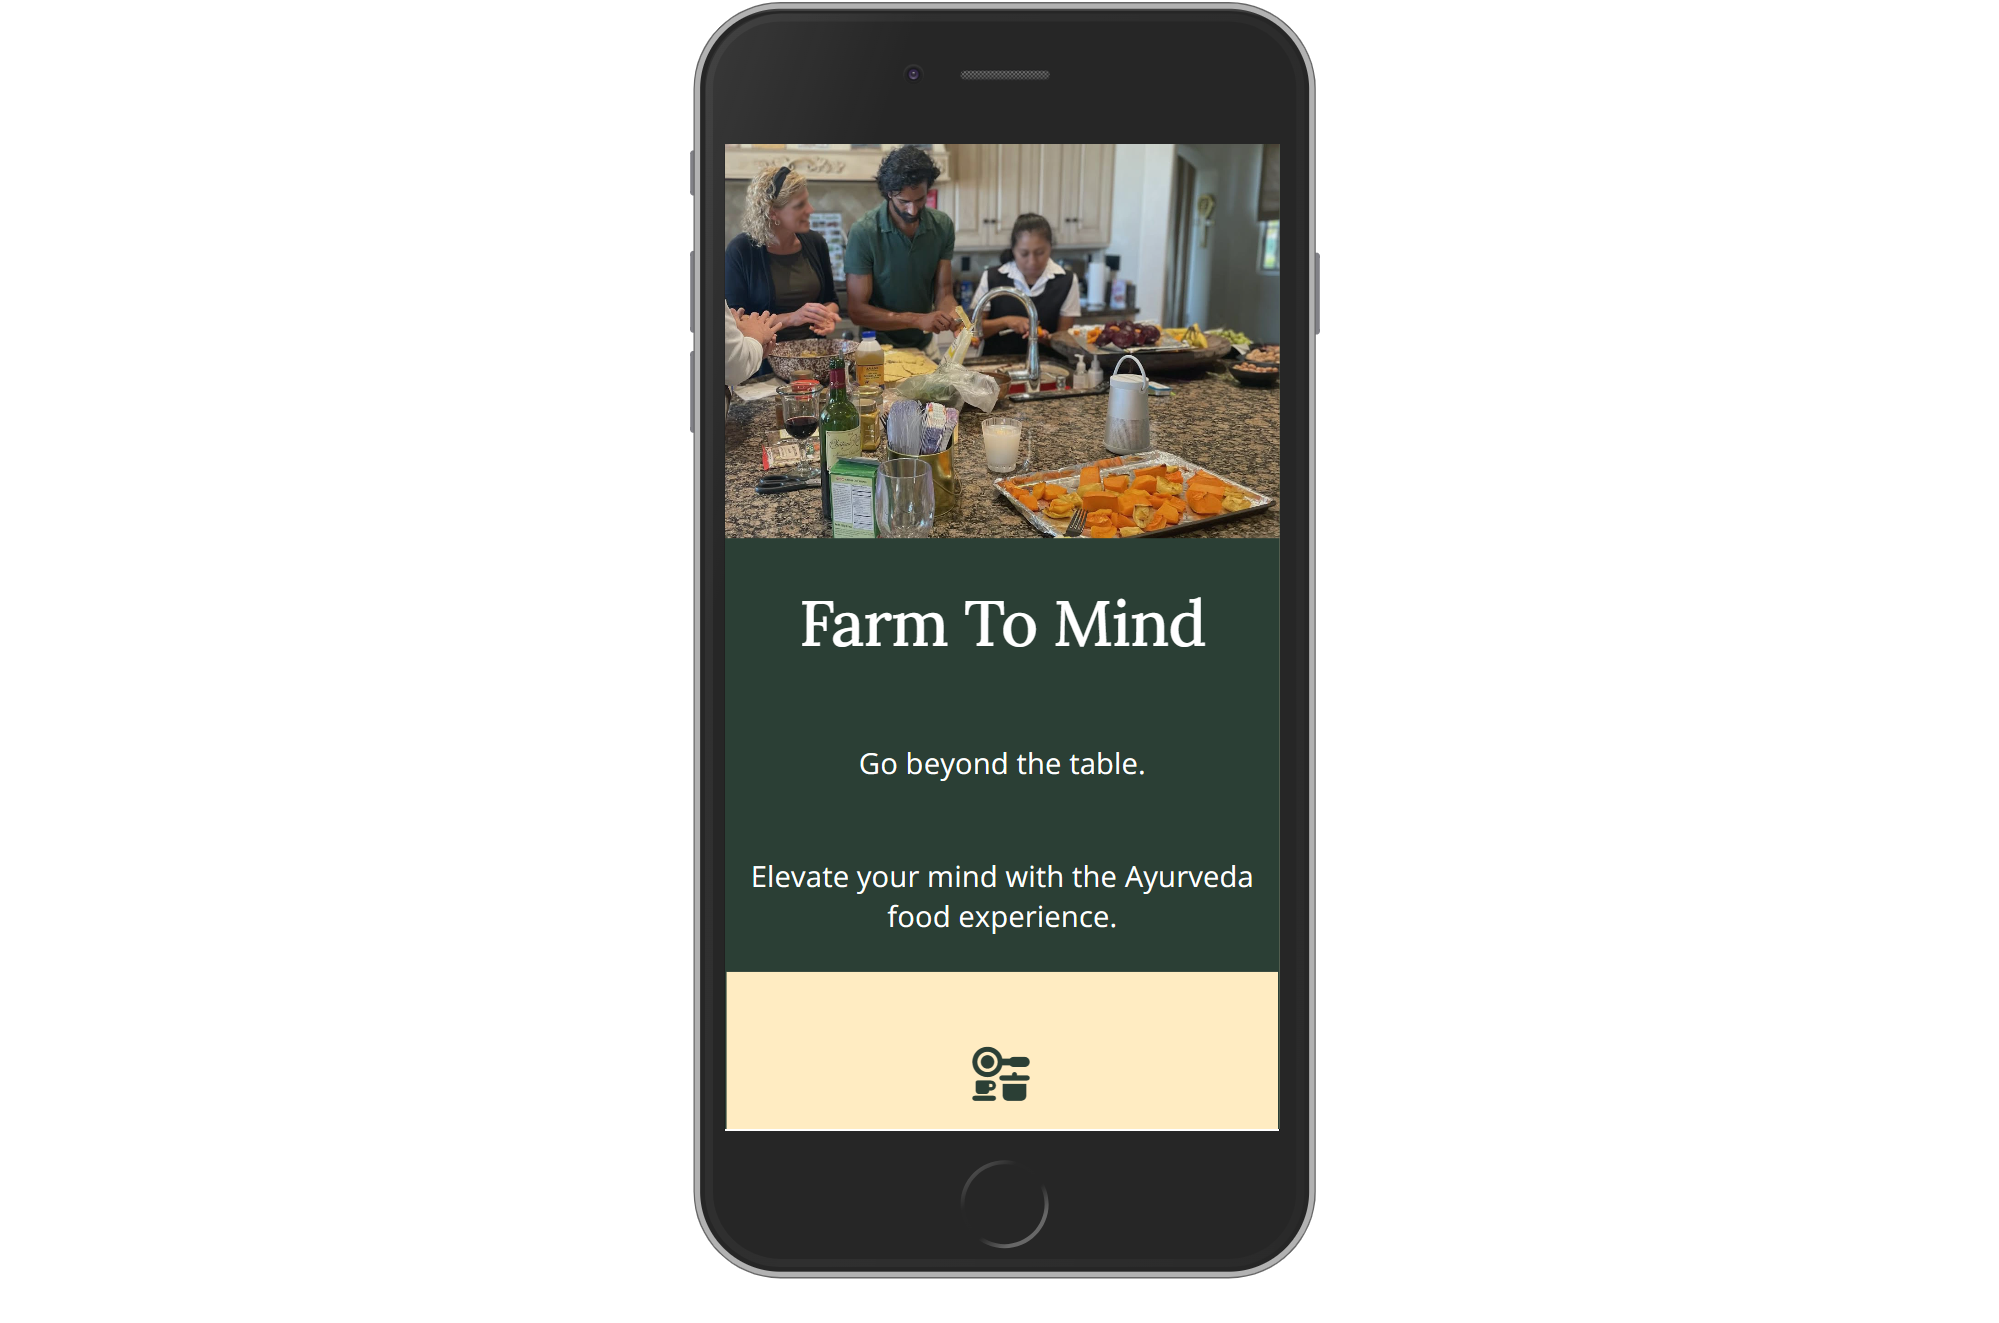 Farm To Mind
Go beyond the table.
Elevate your mind with the Ayurveda
food experience.